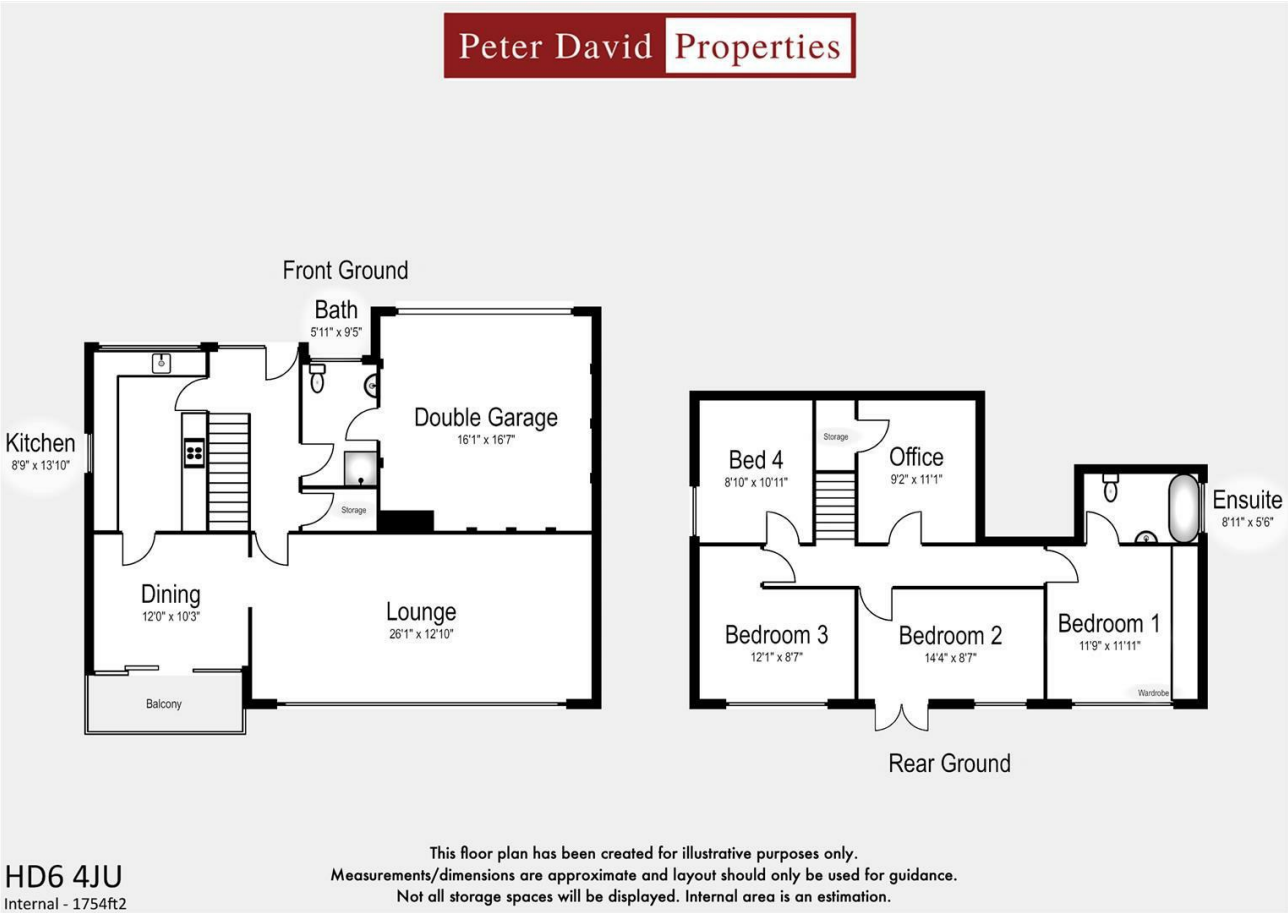 Peter David Properties
Front Ground
Bath
5'11" x 9'5"
Kitchen
8'9" x 13'10"
Double Garage
16'1" x 16'7"
Storage
Dining
12'0" x 10'3"
Lounge
26'1" x 12'10"
Balcony
Storage
Bed 4
8'10" x 10'11"
Office
9'2" x 11'1"
Ensuite
8'11" x 5'6"
Bedroom 3
12'1" x 8'7"
Bedroom 2
14'4" x 8'7"
Bedroom 1
11'9" x 11'11"
Wardrobe
Rear Ground
HD6 4JU
Internal - 1754ft2
This floor plan has been created for illustrative purposes only.
Measurements/dimensions are approximate and layout should only be used for guidance.
Not all storage spaces will be displayed. Internal area is an estimation.